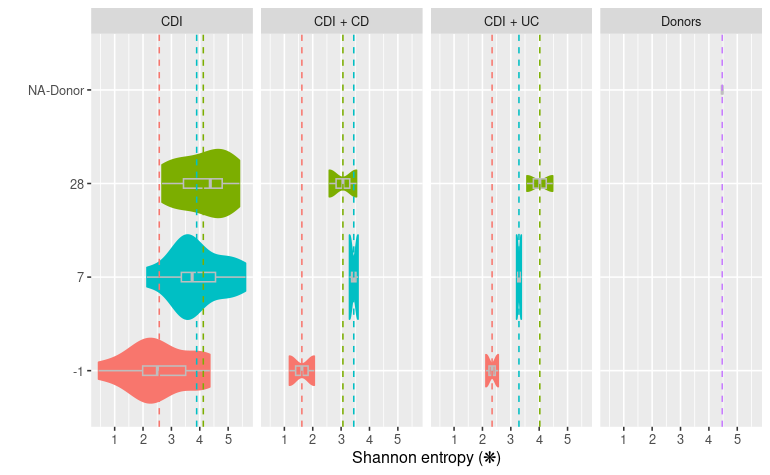 CDI
CDI + CD
CDI + UC
Donors
NA-Donor
28
7
-1
1 2 3 4 5 1 2 3 4 5 1 2 3 4 5 1 2 3 4 5
Shannon entropy (❋)